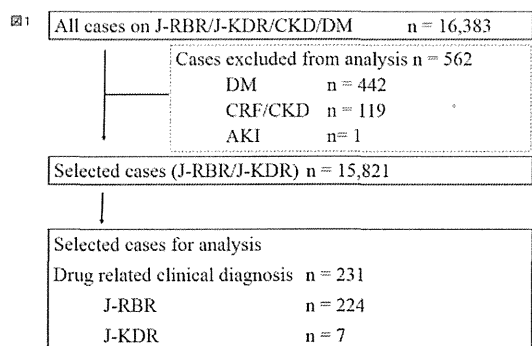 図1
All cases on J-RBR/J-KDR/CKD/DM n = 16,383
Cases excluded from analysis n = 562
DM n = 442
CRF/CKD n = 119
AKI n= 1
Selected cases (J-RBR/J-KDR) n = 15,821
Selected cases for analysis
Drug related clinical diagnosis n = 231
J-RBR n = 224
J-KDR n = 7